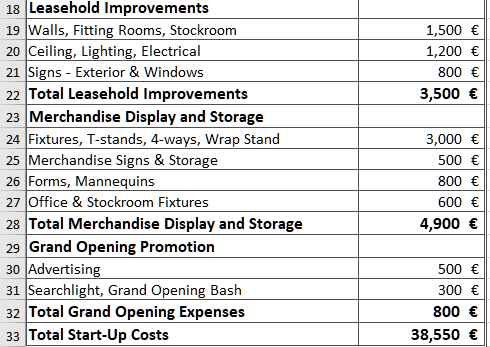 18 Leasehold Improvements
19 Walls, Fitting Rooms, Stockroom 1,500 €
20 Ceiling, Lighting, Electrical 1,200 €
21 Signs - Exterior & Windows 800 €
22 Total Leasehold Improvements 3,500 €
23 Merchandise Display and Storage
24 Fixtures, T-stands, 4-ways, Wrap Stand 3,000 €
25 Merchandise Signs & Storage 500 €
26 Forms, Mannequins 800 €
27 Office & Stockroom Fixtures 600 €
28 Total Merchandise Display and Storage 4,900 €
29 Grand Opening Promotion
30 Advertising 500 €
31 Searchlight, Grand Opening Bash 300 €
32 Total Grand Opening Expenses 800 €
33 Total Start-Up Costs 38,550 €